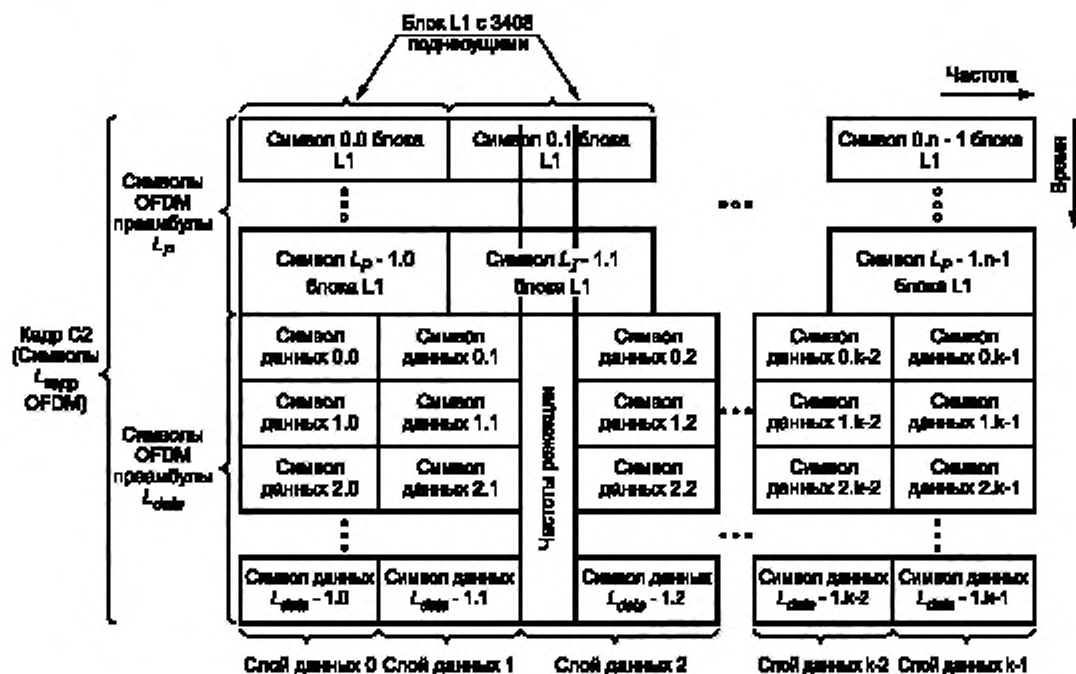 Блок L1 с 3408
поднесущими
Частота
Время
Символ 0.0 блока
L1
Символ 0.1 блока
L1
Символ 0.n - 1 блока
L1
Символы
OFDM
преамбулы
Lp
Символ Lp - 1.0
блока L1
Символ - 1.1
блока L1
Символ Lp - 1.n-1
блока L1
Кадр C2
(Символы
Lкадр
OFDM)
Символы
OFDM
преамбулы
Ldata
Символ
данных 0.0
Символ
данных 0.1
Символ
данных 0.2
Символ
данных 0.k-2
Символ
данных 0.k-1
Символ
данных 1.0
Символ
данных 1.1
Символ
данных 1.2
Символ
данных 1.k-2
Символ
данных 1.k-1
Символ
данных 2.0
Символ
данных 2.1
Символ
данных 2.2
Символ
данных 2.k-2
Символ
данных 2.k-1
Частоты режекции
Символ данных
Ldata - 1.0
Символ данных
Ldata - 1.1
Символ данных
Ldata - 1.2
Символ данных
Ldata - 1.k-2
Символ данных
Ldata - 1.k-1
Слой данных 0
Слой данных 1
Слой данных 2
Слой данных k-2
Слой данных k-1